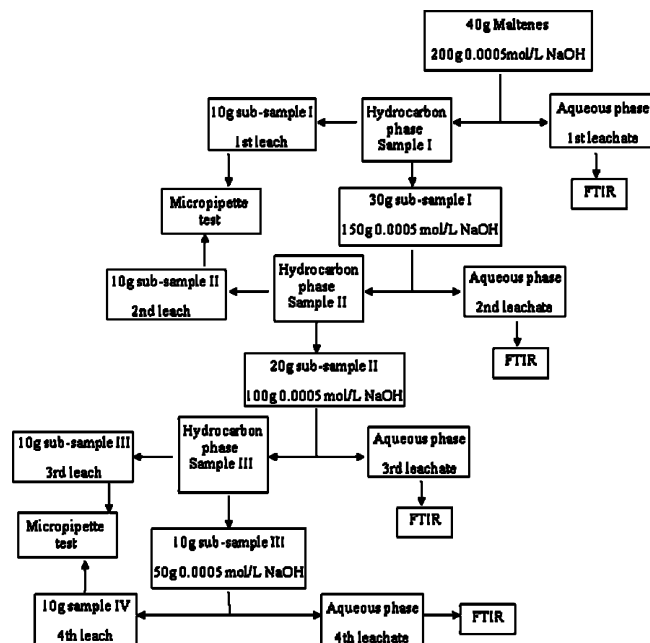 40g Maltenes
200g 0.0005mol/L NaOH
10g sub-sample I
1st leach
Hydrocarbon
phase
Sample I
Aqueous phase
1st leachate
FTIR
Micropipette
test
30g sub-sample I
150g 0.0005 mol/L NaOH
10g sub-sample II
2nd leach
Hydrocarbon
phase
Sample II
Aqueous phase
2nd leachate
FTIR
20g sub-sample II
100g 0.0005 mol/L NaOH
10g sub-sample III
3rd leach
Hydrocarbon
phase
Sample III
Aqueous phase
3rd leachate
FTIR
Micropipette
test
10g sub-sample III
50g 0.0005 mol/L NaOH
10g sample IV
4th leach
Aqueous phase
4th leachate
FTIR